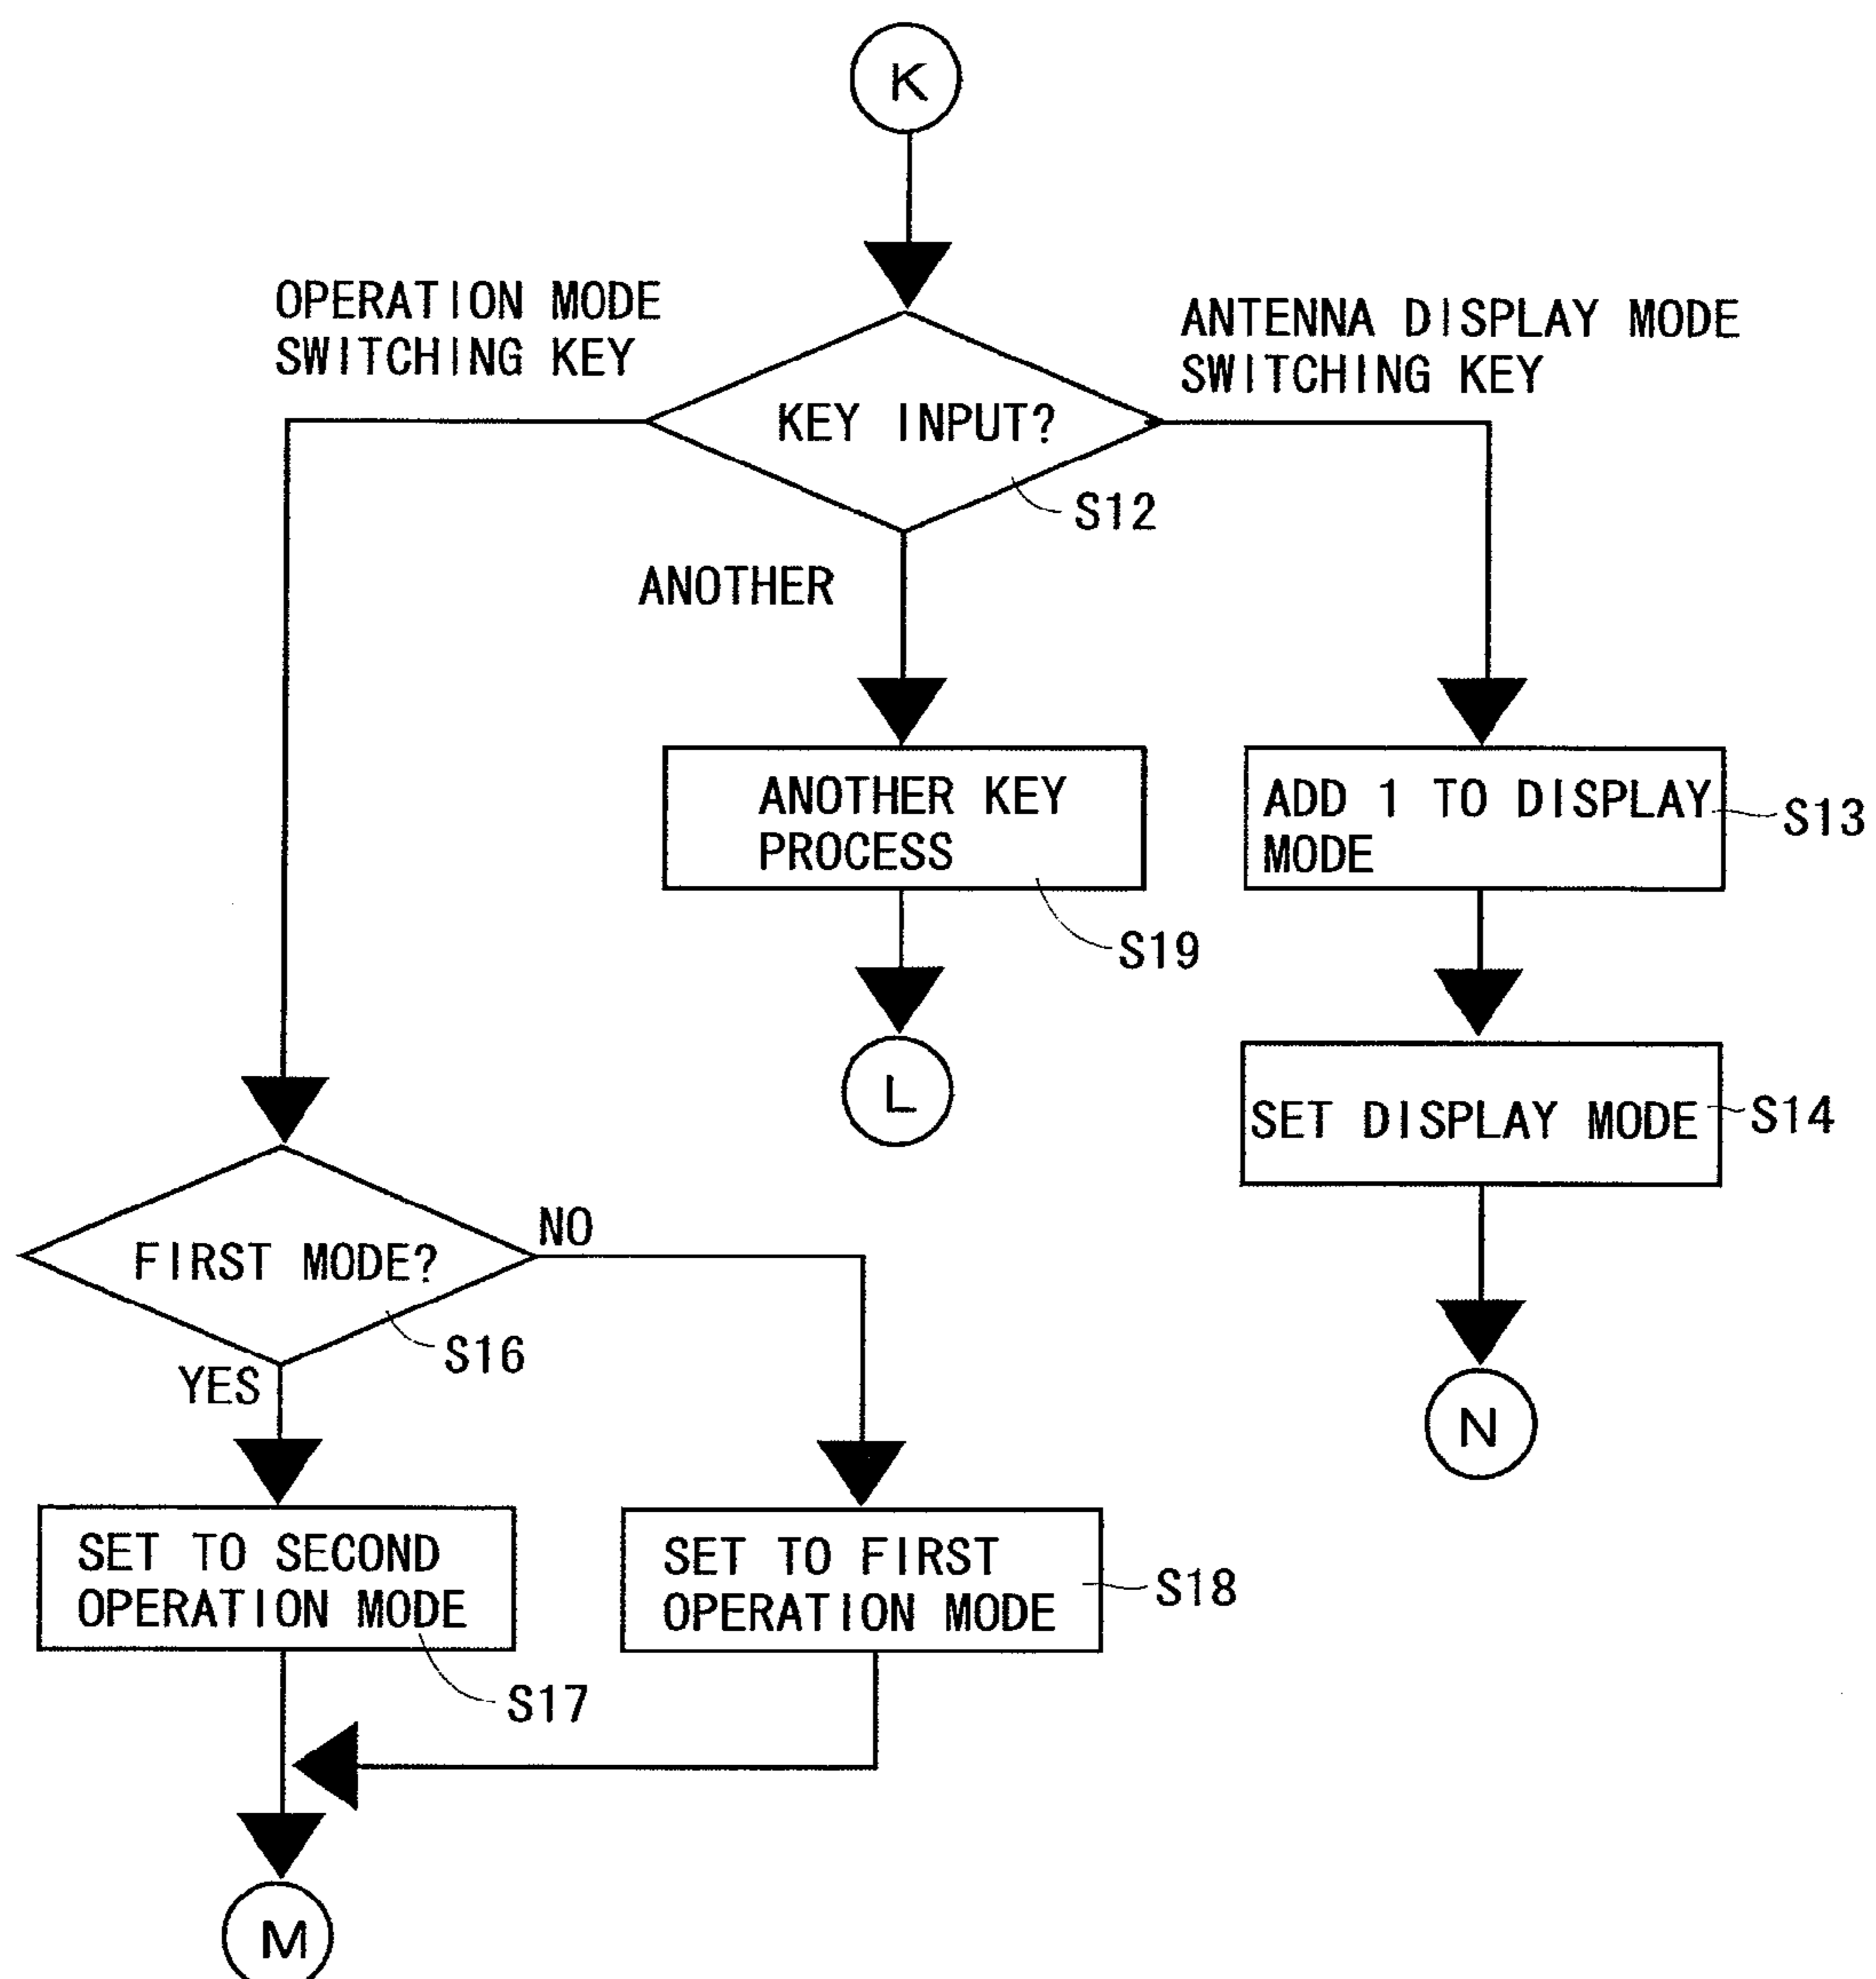 K
OPERATION MODE
SWITCHING KEY
ANTENNA DISPLAY MODE
SWITCHING KEY
KEY INPUT?
S12
ANOTHER
ANOTHER KEY
PROCESS
S19
ADD 1 TO DISPLAY
MODE
S13
L
SET DISPLAY MODE
S14
FIRST MODE?
NO
S16
YES
N
SET TO SECOND
OPERATION MODE
S17
SET TO FIRST
OPERATION MODE
S18
M